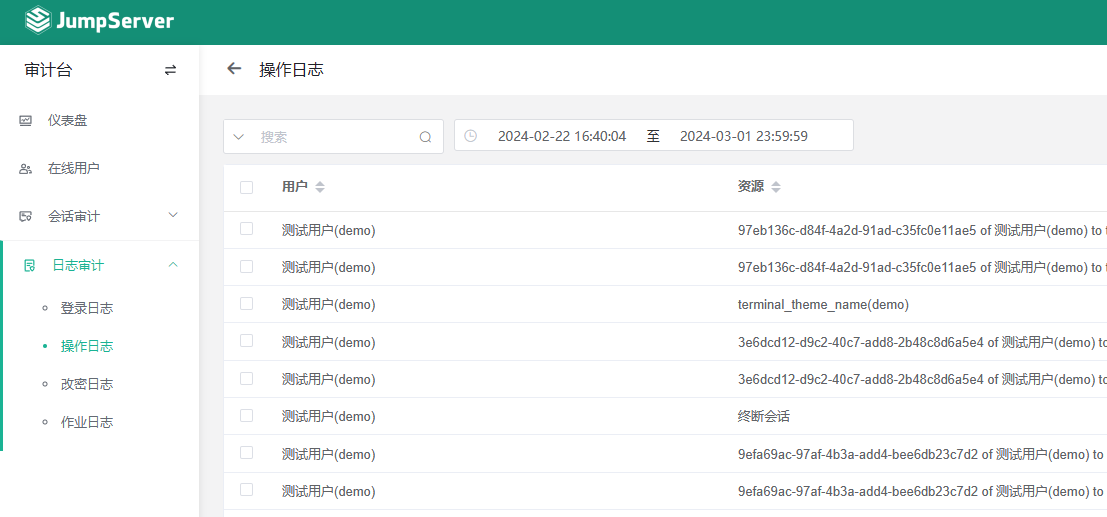 JumpServer
审计台
操作日志
仪表盘
在线用户
会话审计
日志审计
登录日志
操作日志
改密日志
作业日志
搜索
2024-02-22 16:40:04 至 2024-03-01 23:59:59
用户 资源
测试用户(demo) 97eb136c-d84f-4a2d-91ad-c35fc0e11ae5 of 测试用户(demo) to
测试用户(demo) 97eb136c-d84f-4a2d-91ad-c35fc0e11ae5 of 测试用户(demo) to
测试用户(demo) terminal_theme_name(demo)
测试用户(demo) 3e6dcd12-d9c2-40c7-add8-2b48c8d6a5e4 of 测试用户(demo) to
测试用户(demo) 3e6dcd12-d9c2-40c7-add8-2b48c8d6a5e4 of 测试用户(demo) to
测试用户(demo) 终断会话
测试用户(demo) 9efa69ac-97af-4b3a-add4-bee6db23c7d2 of 测试用户(demo) to
测试用户(demo) 9efa69ac-97af-4b3a-add4-bee6db23c7d2 of 测试用户(demo) to